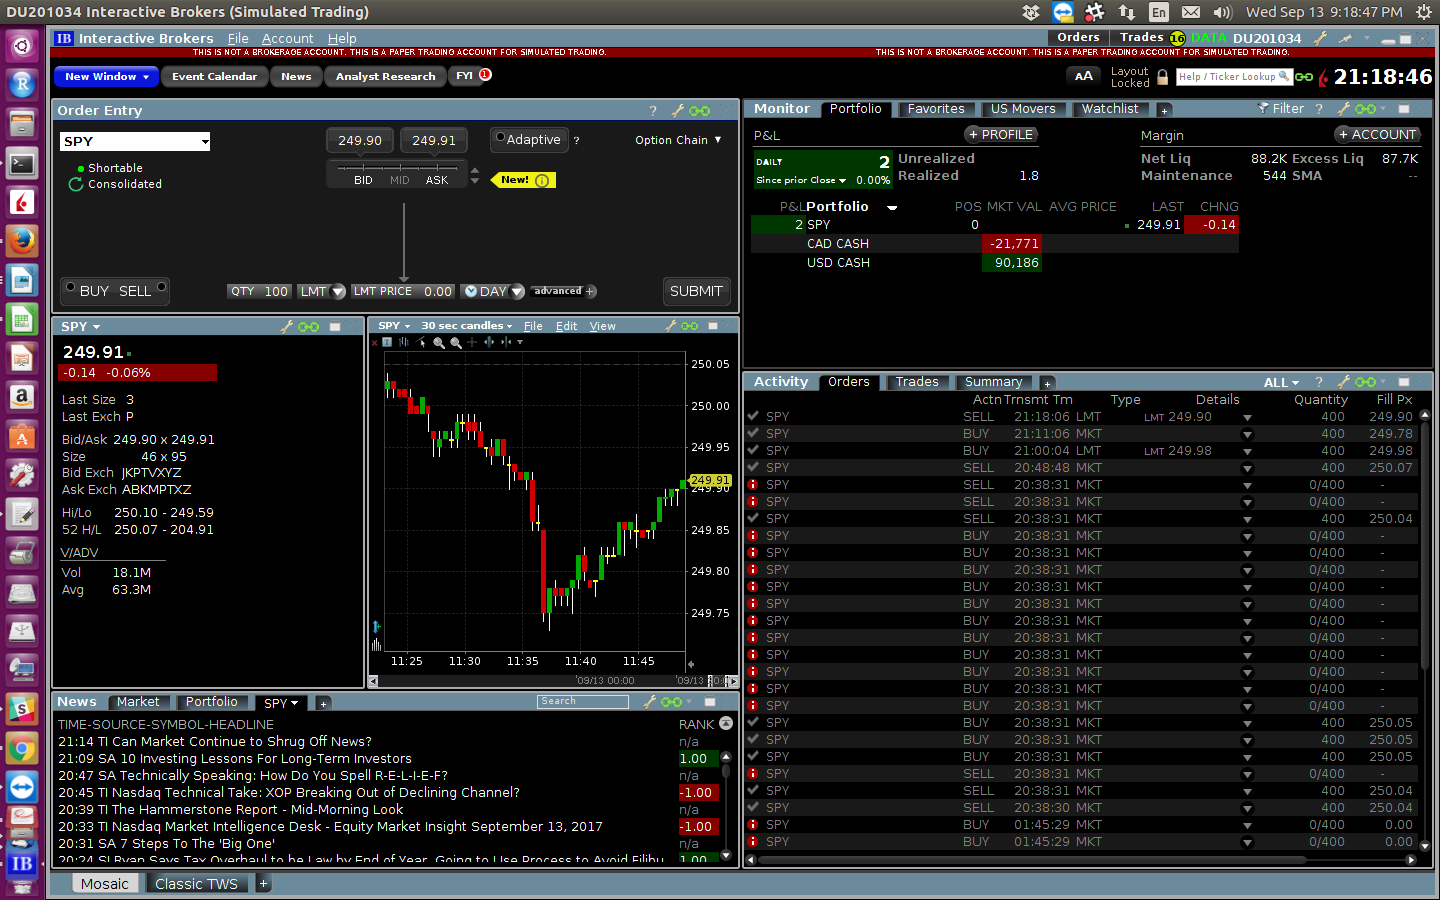 DU201034 Interactive Brokers (Simulated Trading)
En
Wed Sep 13 9:18:47 PM
IB Interactive Brokers File Account Help
Orders Trades 16 DATA DU201034
THIS IS NOT A BROKERAGE ACCOUNT. THIS IS A PAPER TRADING ACCOUNT FOR SIMULATED TRADING.
THIS IS NOT A BROKERAGE ACCOUNT. THIS IS A PAPER TRADING ACCOUNT FOR SIMULATED TRADING.
New Window Event Calendar News Analyst Research FYI 1
AA Layout Locked Help / Ticker Lookup 21:18:46
Order Entry ?
SPY
Shortable
Consolidated
249.90 249.91 Adaptive ? Option Chain
BID MID ASK New!
BUY SELL QTY 100 LMT LMT PRICE 0.00 DAY advanced + SUBMIT
Monitor Portfolio Favorites US Movers Watchlist + Filter ?
P&L + PROFILE Margin + ACCOUNT
DAILY 2 Unrealized Net Liq 88.2K Excess Liq 87.7K
Since prior Close 0.00% Realized 1.8 Maintenance 544 SMA --
P&L Portfolio POS MKT VAL AVG PRICE LAST CHNG
2 SPY 0 249.91 -0.14
CAD CASH -21,771
USD CASH 90,186
SPY
249.91
-0.14 -0.06%
Last Size 3
Last Exch P
Bid/Ask 249.90 x 249.91
Size 46 x 95
Bid Exch JKPTVXYZ
Ask Exch ABKMPTXZ
Hi/Lo 250.10 - 249.59
52 H/L 250.07 - 204.91
V/ADV
Vol 18.1M
Avg 63.3M
SPY 30 sec candles File Edit View
250.05
250.00
249.95
249.91
249.90
249.85
249.80
249.75
11:25 11:30 11:35 11:40 11:45
'09/13 00:00 '09/13
Activity Orders Trades Summary + ALL ?
Actn Trnsmt Tm Type Details Quantity Fill Px
SPY SELL 21:18:06 LMT LMT 249.90 400 249.90
SPY BUY 21:11:06 MKT 400 249.78
SPY BUY 21:00:04 LMT LMT 249.98 400 249.98
SPY SELL 20:48:48 MKT 400 250.07
SPY SELL 20:38:31 MKT 0/400 -
SPY SELL 20:38:31 MKT 0/400 -
SPY SELL 20:38:31 MKT 400 250.04
SPY BUY 20:38:31 MKT 0/400 -
SPY BUY 20:38:31 MKT 0/400 -
SPY BUY 20:38:31 MKT 0/400 -
SPY BUY 20:38:31 MKT 0/400 -
SPY BUY 20:38:31 MKT 0/400 -
SPY BUY 20:38:31 MKT 0/400 -
SPY BUY 20:38:31 MKT 0/400 -
SPY BUY 20:38:31 MKT 0/400 -
SPY BUY 20:38:31 MKT 0/400 -
SPY BUY 20:38:31 MKT 0/400 -
SPY BUY 20:38:31 MKT 0/400 -
SPY BUY 20:38:31 MKT 400 250.05
SPY BUY 20:38:31 MKT 400 250.05
SPY BUY 20:38:31 MKT 400 250.05
SPY SELL 20:38:31 MKT 0/400 -
SPY SELL 20:38:31 MKT 400 250.04
SPY SELL 20:38:30 MKT 400 250.04
SPY BUY 01:45:29 MKT 0/400 0.00
SPY BUY 01:45:29 MKT 0/400 0.00
News Market Portfolio SPY + Search
TIME-SOURCE-SYMBOL-HEADLINE RANK
21:14 TI Can Market Continue to Shrug Off News? n/a
21:09 SA 10 Investing Lessons For Long-Term Investors 1.00
20:47 SA Technically Speaking: How Do You Spell R-E-L-I-E-F? n/a
20:45 TI Nasdaq Technical Take: XOP Breaking Out of Declining Channel? -1.00
20:39 TI The Hammerstone Report - Mid-Morning Look n/a
20:33 TI Nasdaq Market Intelligence Desk - Equity Market Insight September 13, 2017 -1.00
20:31 SA 7 Steps To The 'Big One' n/a
20:24 SI Ryan Says Tax Overhaul to be Law by End of Year, Going to Use Process to Avoid Filibu 1.00
Mosaic Classic TWS +
IB